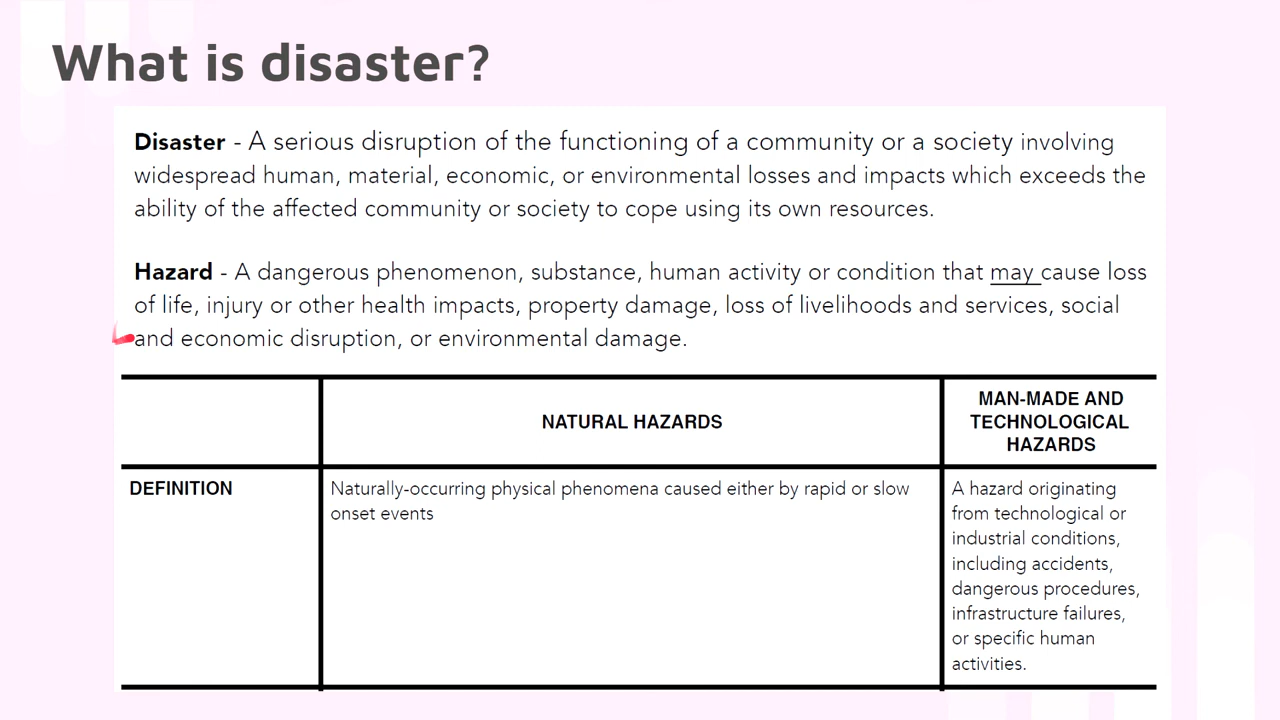 What is disaster?
Disaster - A serious disruption of the functioning of a community or a society involving
widespread human, material, economic, or environmental losses and impacts which exceeds the
ability of the affected community or society to cope using its own resources.
Hazard - A dangerous phenomenon, substance, human activity or condition that may cause loss
of life, injury or other health impacts, property damage, loss of livelihoods and services, social
and economic disruption, or environmental damage.
NATURAL HAZARDS
MAN-MADE AND
TECHNOLOGICAL
HAZARDS
DEFINITION
Naturally-occurring physical phenomena caused either by rapid or slow
onset events
A hazard originating
from technological or
industrial conditions,
including accidents,
dangerous procedures,
infrastructure failures,
or specific human
activities.